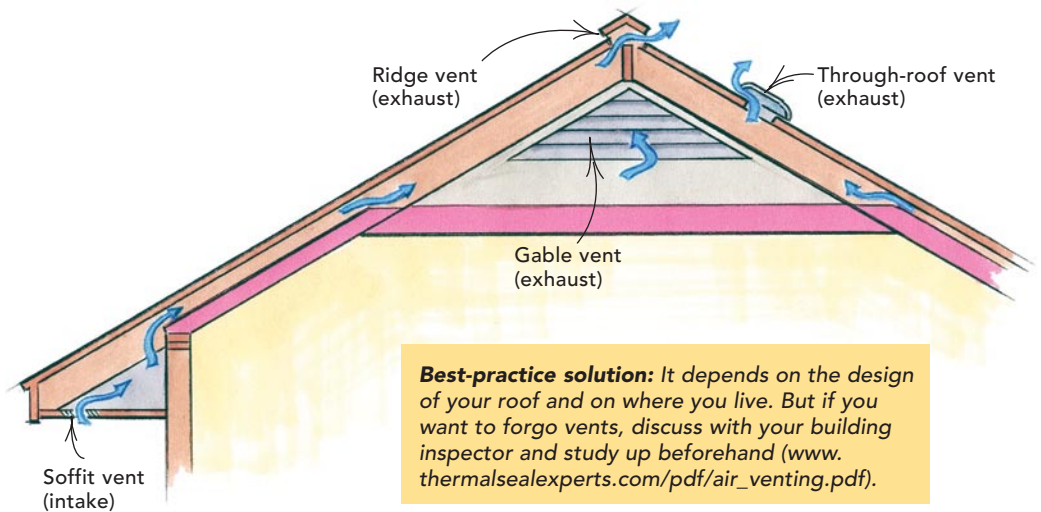 Ridge vent
(exhaust)
Through-roof vent
(exhaust)
Gable vent
(exhaust)
Best-practice solution: It depends on the design
of your roof and on where you live. But if you
want to forgo vents, discuss with your building
inspector and study up beforehand (www.
thermalsealexperts.com/pdf/air_venting.pdf).
Soffit vent
(intake)